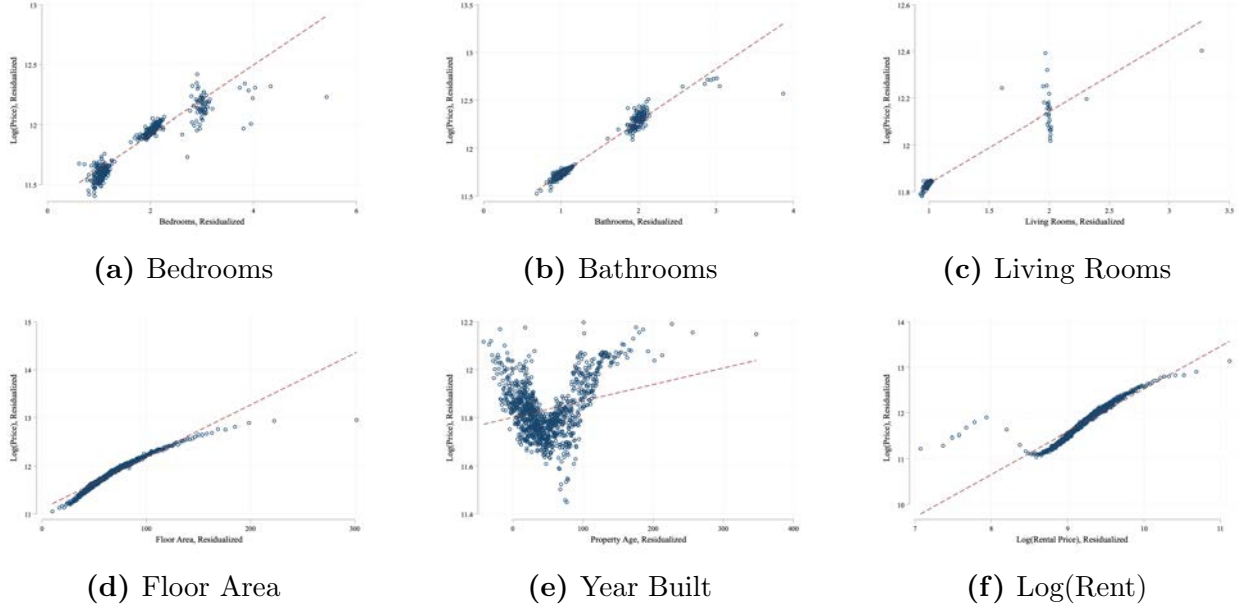 Log(Price), Residualized
13
12.5
12
11.5
0 2 4 6
Bedrooms, Residualized
(a) Bedrooms
Log(Price), Residualized
13.5
13
12.5
12
11.5
0 1 2 3 4
Bathrooms, Residualized
(b) Bathrooms
Log(Price), Residualized
12.6
12.4
12.2
12
11.8
1 1.5 2 2.5 3 3.5
Living Rooms, Residualized
(c) Living Rooms
Log(Price), Residualized
15
14
13
12
11
0 100 200 300
Floor Area, Residualized
(d) Floor Area
Log(Price), Residualized
12.2
12
11.8
11.6
11.4
0 100 200 300 400
Property Age, Residualized
(e) Year Built
Log(Price), Residualized
14
13
12
11
10
7 8 9 10 11
Log(Rental Price), Residualized
(f) Log(Rent)